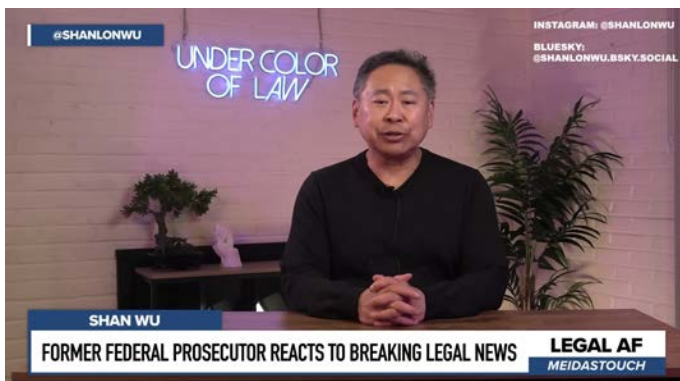 @SHANLONWU
INSTAGRAM: @SHANLONWU
BLUESKY:
@SHANLONWU.BSKY.SOCIAL
UNDER COLOR
OF LAW
SHAN WU
FORMER FEDERAL PROSECUTOR REACTS TO BREAKING LEGAL NEWS
LEGAL AF
MEIDASTOUCH